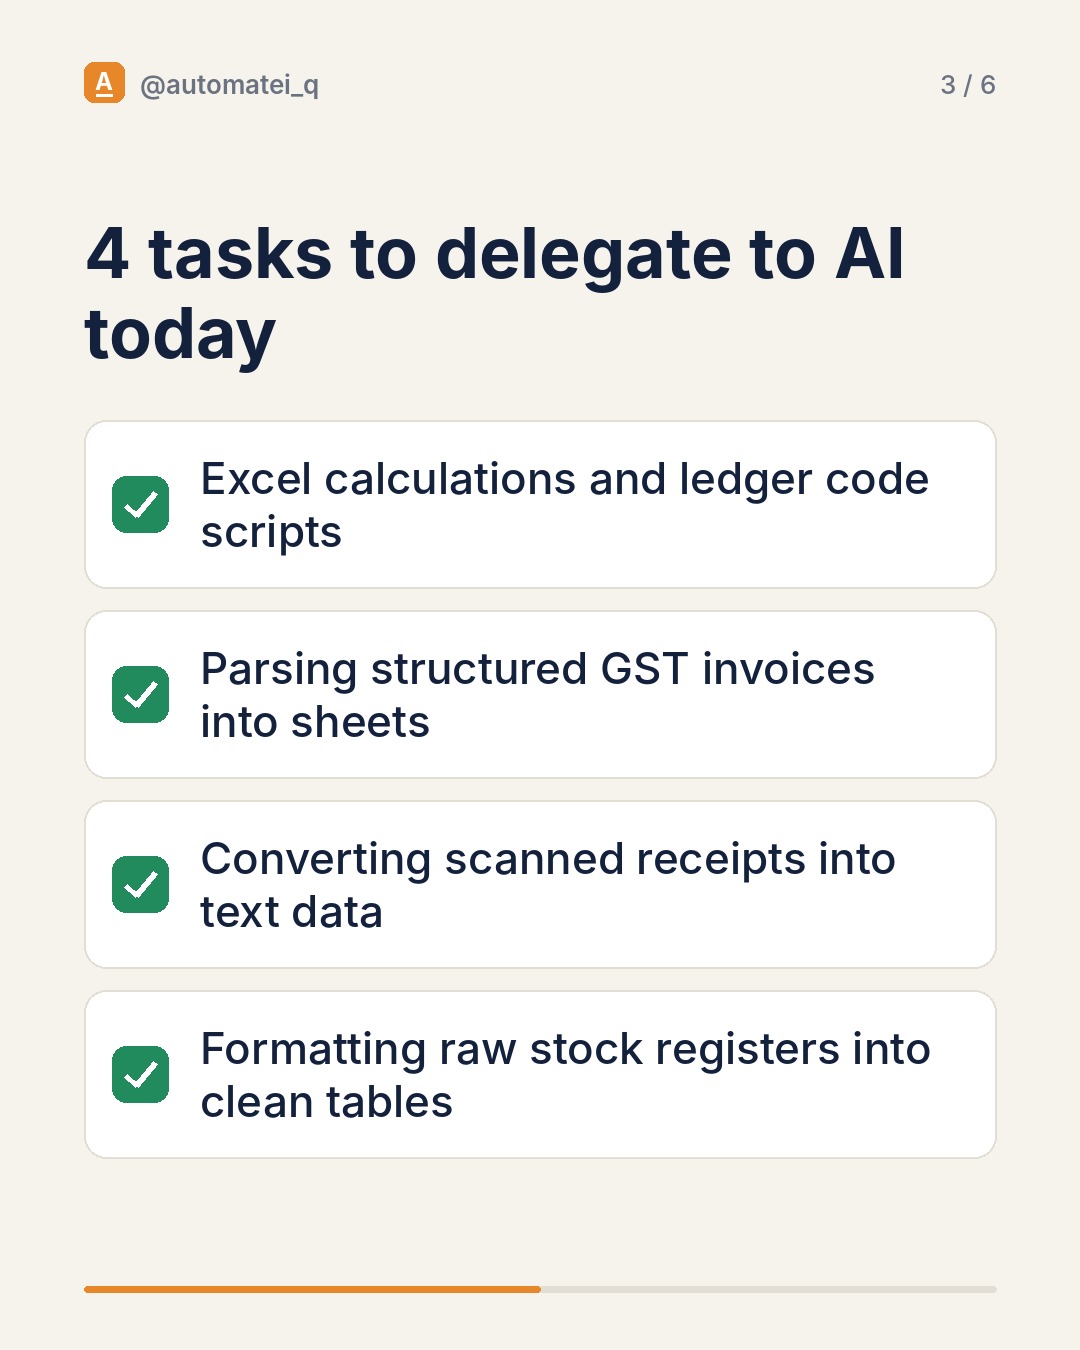 A @automatei_q
3 / 6
4 tasks to delegate to AI
today
Excel calculations and ledger code
scripts
Parsing structured GST invoices
into sheets
Converting scanned receipts into
text data
Formatting raw stock registers into
clean tables